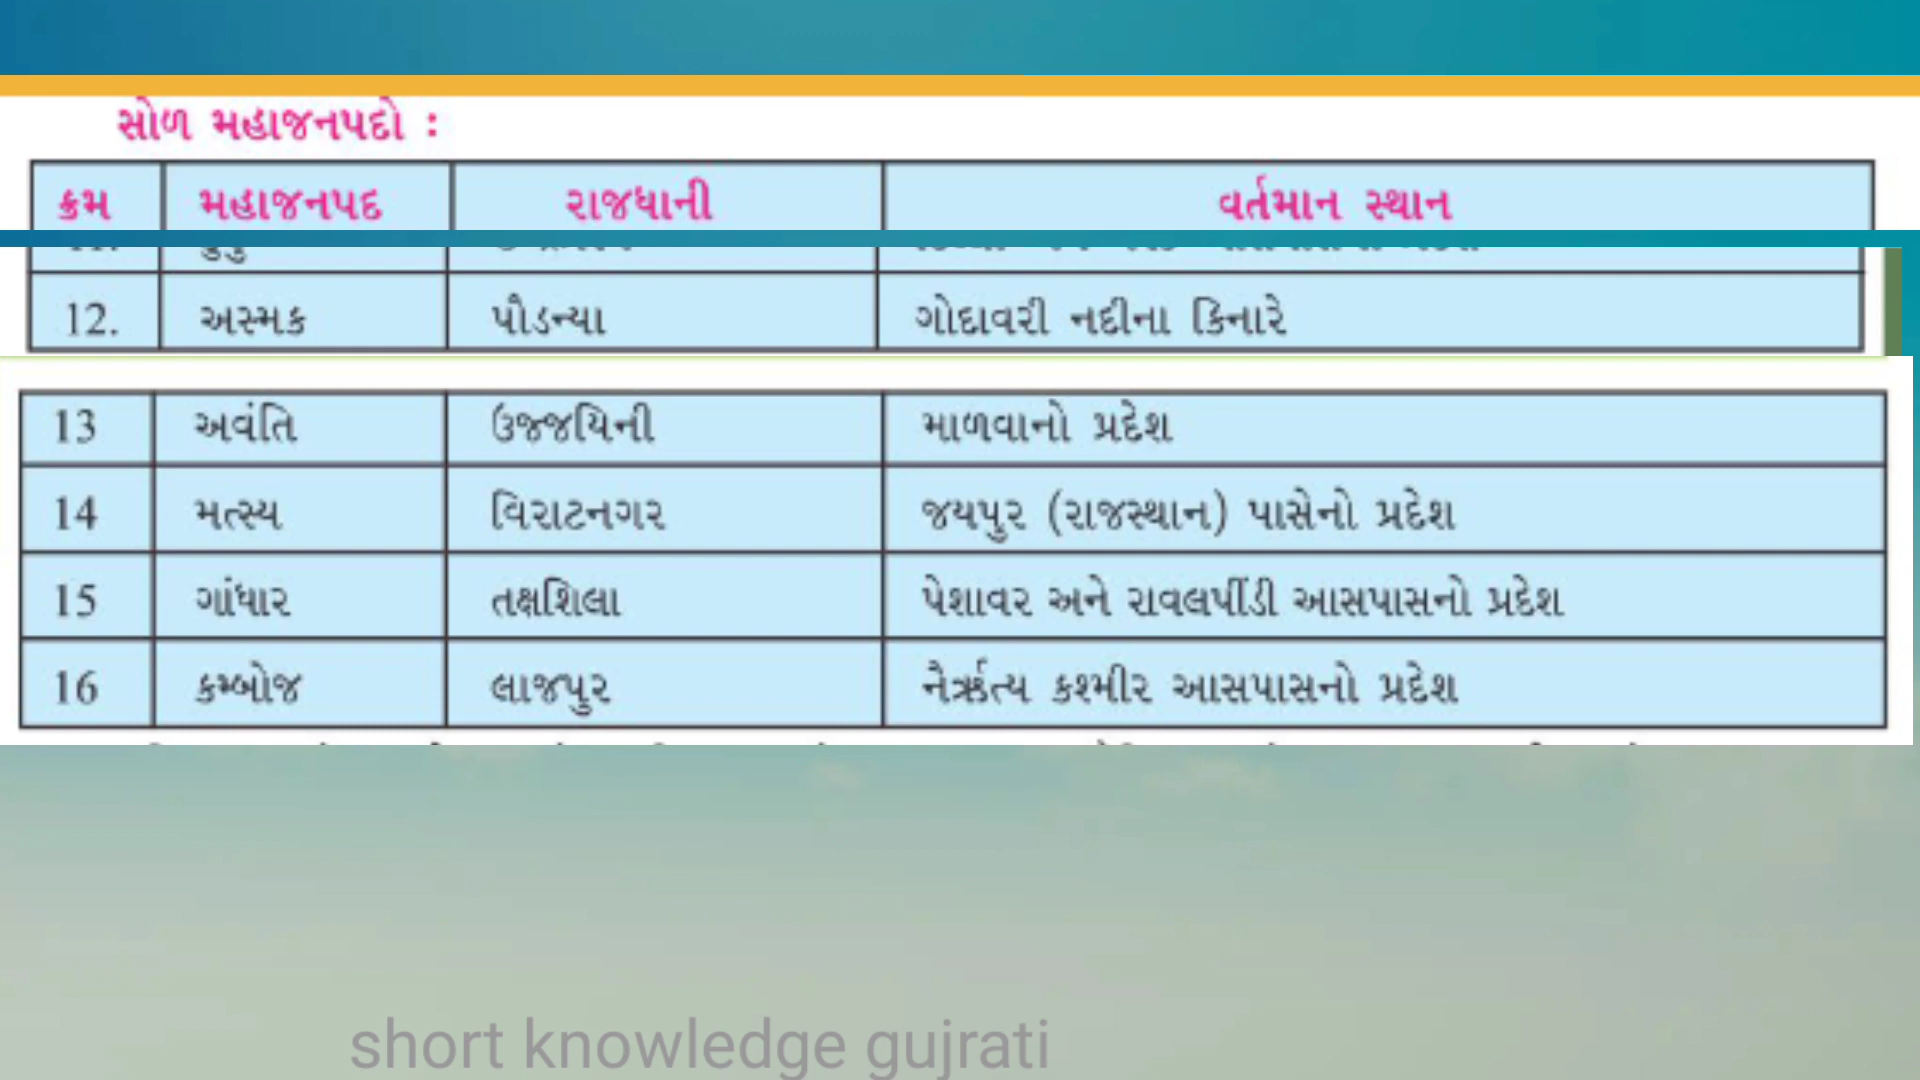 સોળ મહાજનપદો :
ક્રમ મહાજનપદ રાજધાની વર્તમાન સ્થાન
12. અસ્મક પૌડન્યા ગોદાવરી નદીના કિનારે
13 અવંતિ ઉજ્જયિની માળવાનો પ્રદેશ
14 મત્સ્ય વિરાટનગર જયપુર (રાજસ્થાન) પાસેનો પ્રદેશ
15 ગાંધાર તક્ષશિલા પેશાવર અને રાવલપીંડી આસપાસનો પ્રદેશ
16 કમ્બોજ લાજપુર નૈર્ઋત્ય કશ્મીર આસપાસનો પ્રદેશ
short knowledge gujrati